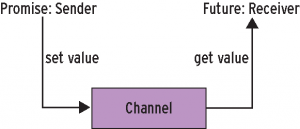 Promise: Sender
Future: Receiver
set value
get value
Channel